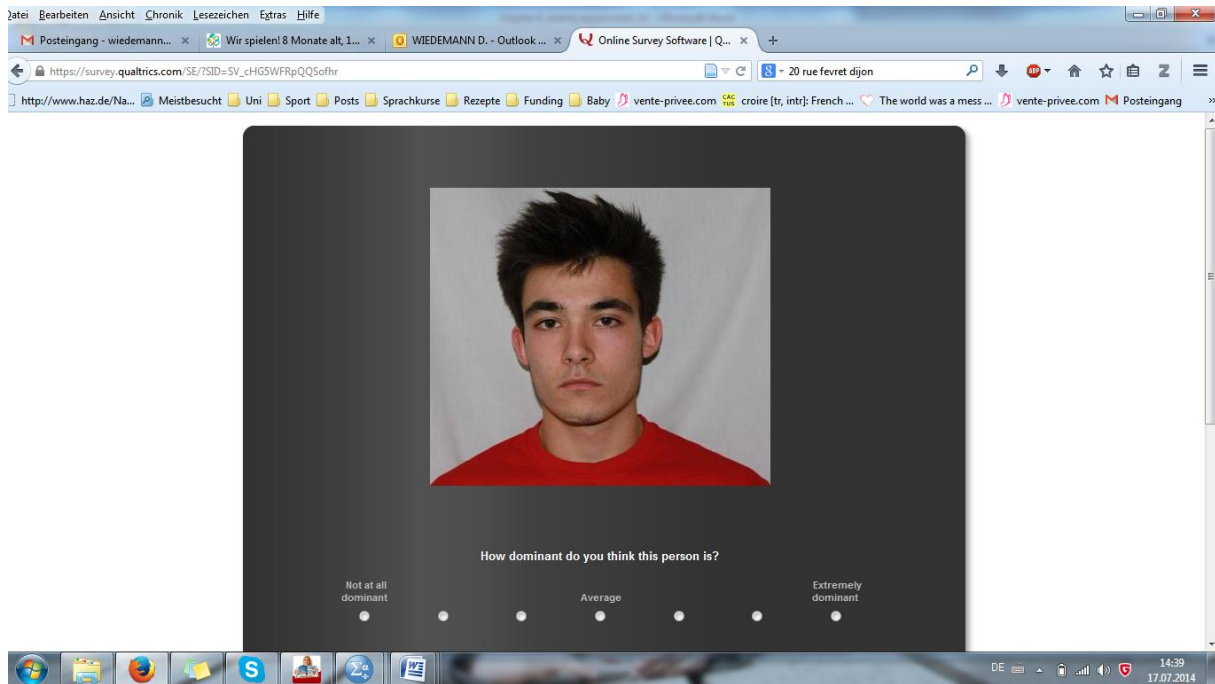 Datei Bearbeiten Ansicht Chronik Lesezeichen Extras Hilfe
Posteingang - wiedemann... × Wir spielen! 8 Monate alt, 1... × WIEDEMANN D. - Outlook ... × Online Survey Software | Q... × +
https://survey.qualtrics.com/SE/?SID=SV_cHG5WFRpQQSofhr 20 rue fevret dijon
http://www.haz.de/Na... Meistbesucht Uni Sport Posts Sprachkurse Rezepte Funding Baby vente-privee.com croire [tr, intr]: French ... The world was a mess ... vente-privee.com Posteingang »
How dominant do you think this person is?
Not at all
dominant
Average
Extremely
dominant
DE 14:39
17.07.2014